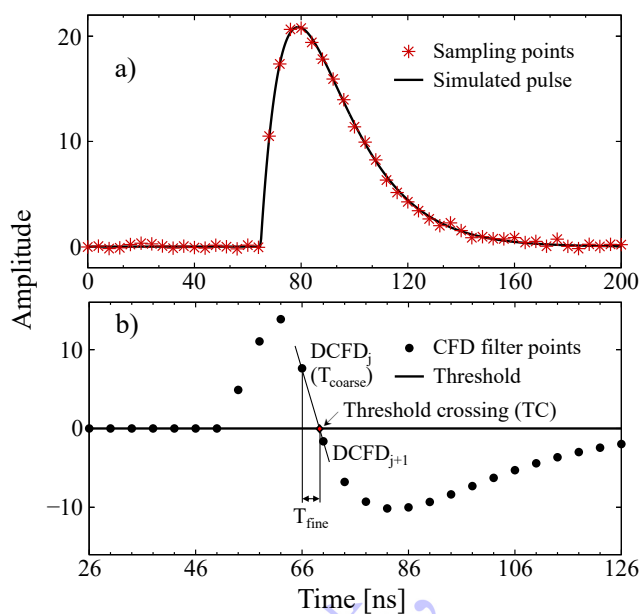 20
a)
Sampling points
Simulated pulse
0
0
40
80
120
160
200
Amplitude
b)
10
DCFD_j
(T_coarse)
CFD filter points
Threshold
Threshold crossing (TC)
0
DCFD_j+1
−10
T_fine
26
46
66
86
106
126
Time [ns]